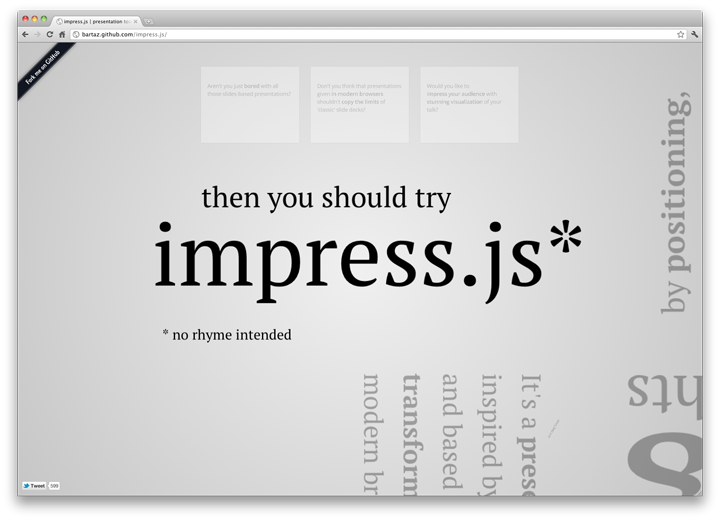 impress.js | presentation too
bartaz.github.com/impress.js/
Fork me on GitHub
Aren't you just bored with all
those slides-based presentations?
Don't you think that presentations
given in modern browsers
shouldn't copy the limits of
'classic' slide decks?
Would you like to
impress your audience with
stunning visualization of your
talk?
then you should try
impress.js*
* no rhyme intended
by positioning,
It's a prese
inspired by
and based
transform
modern br
hts
Tweet
590